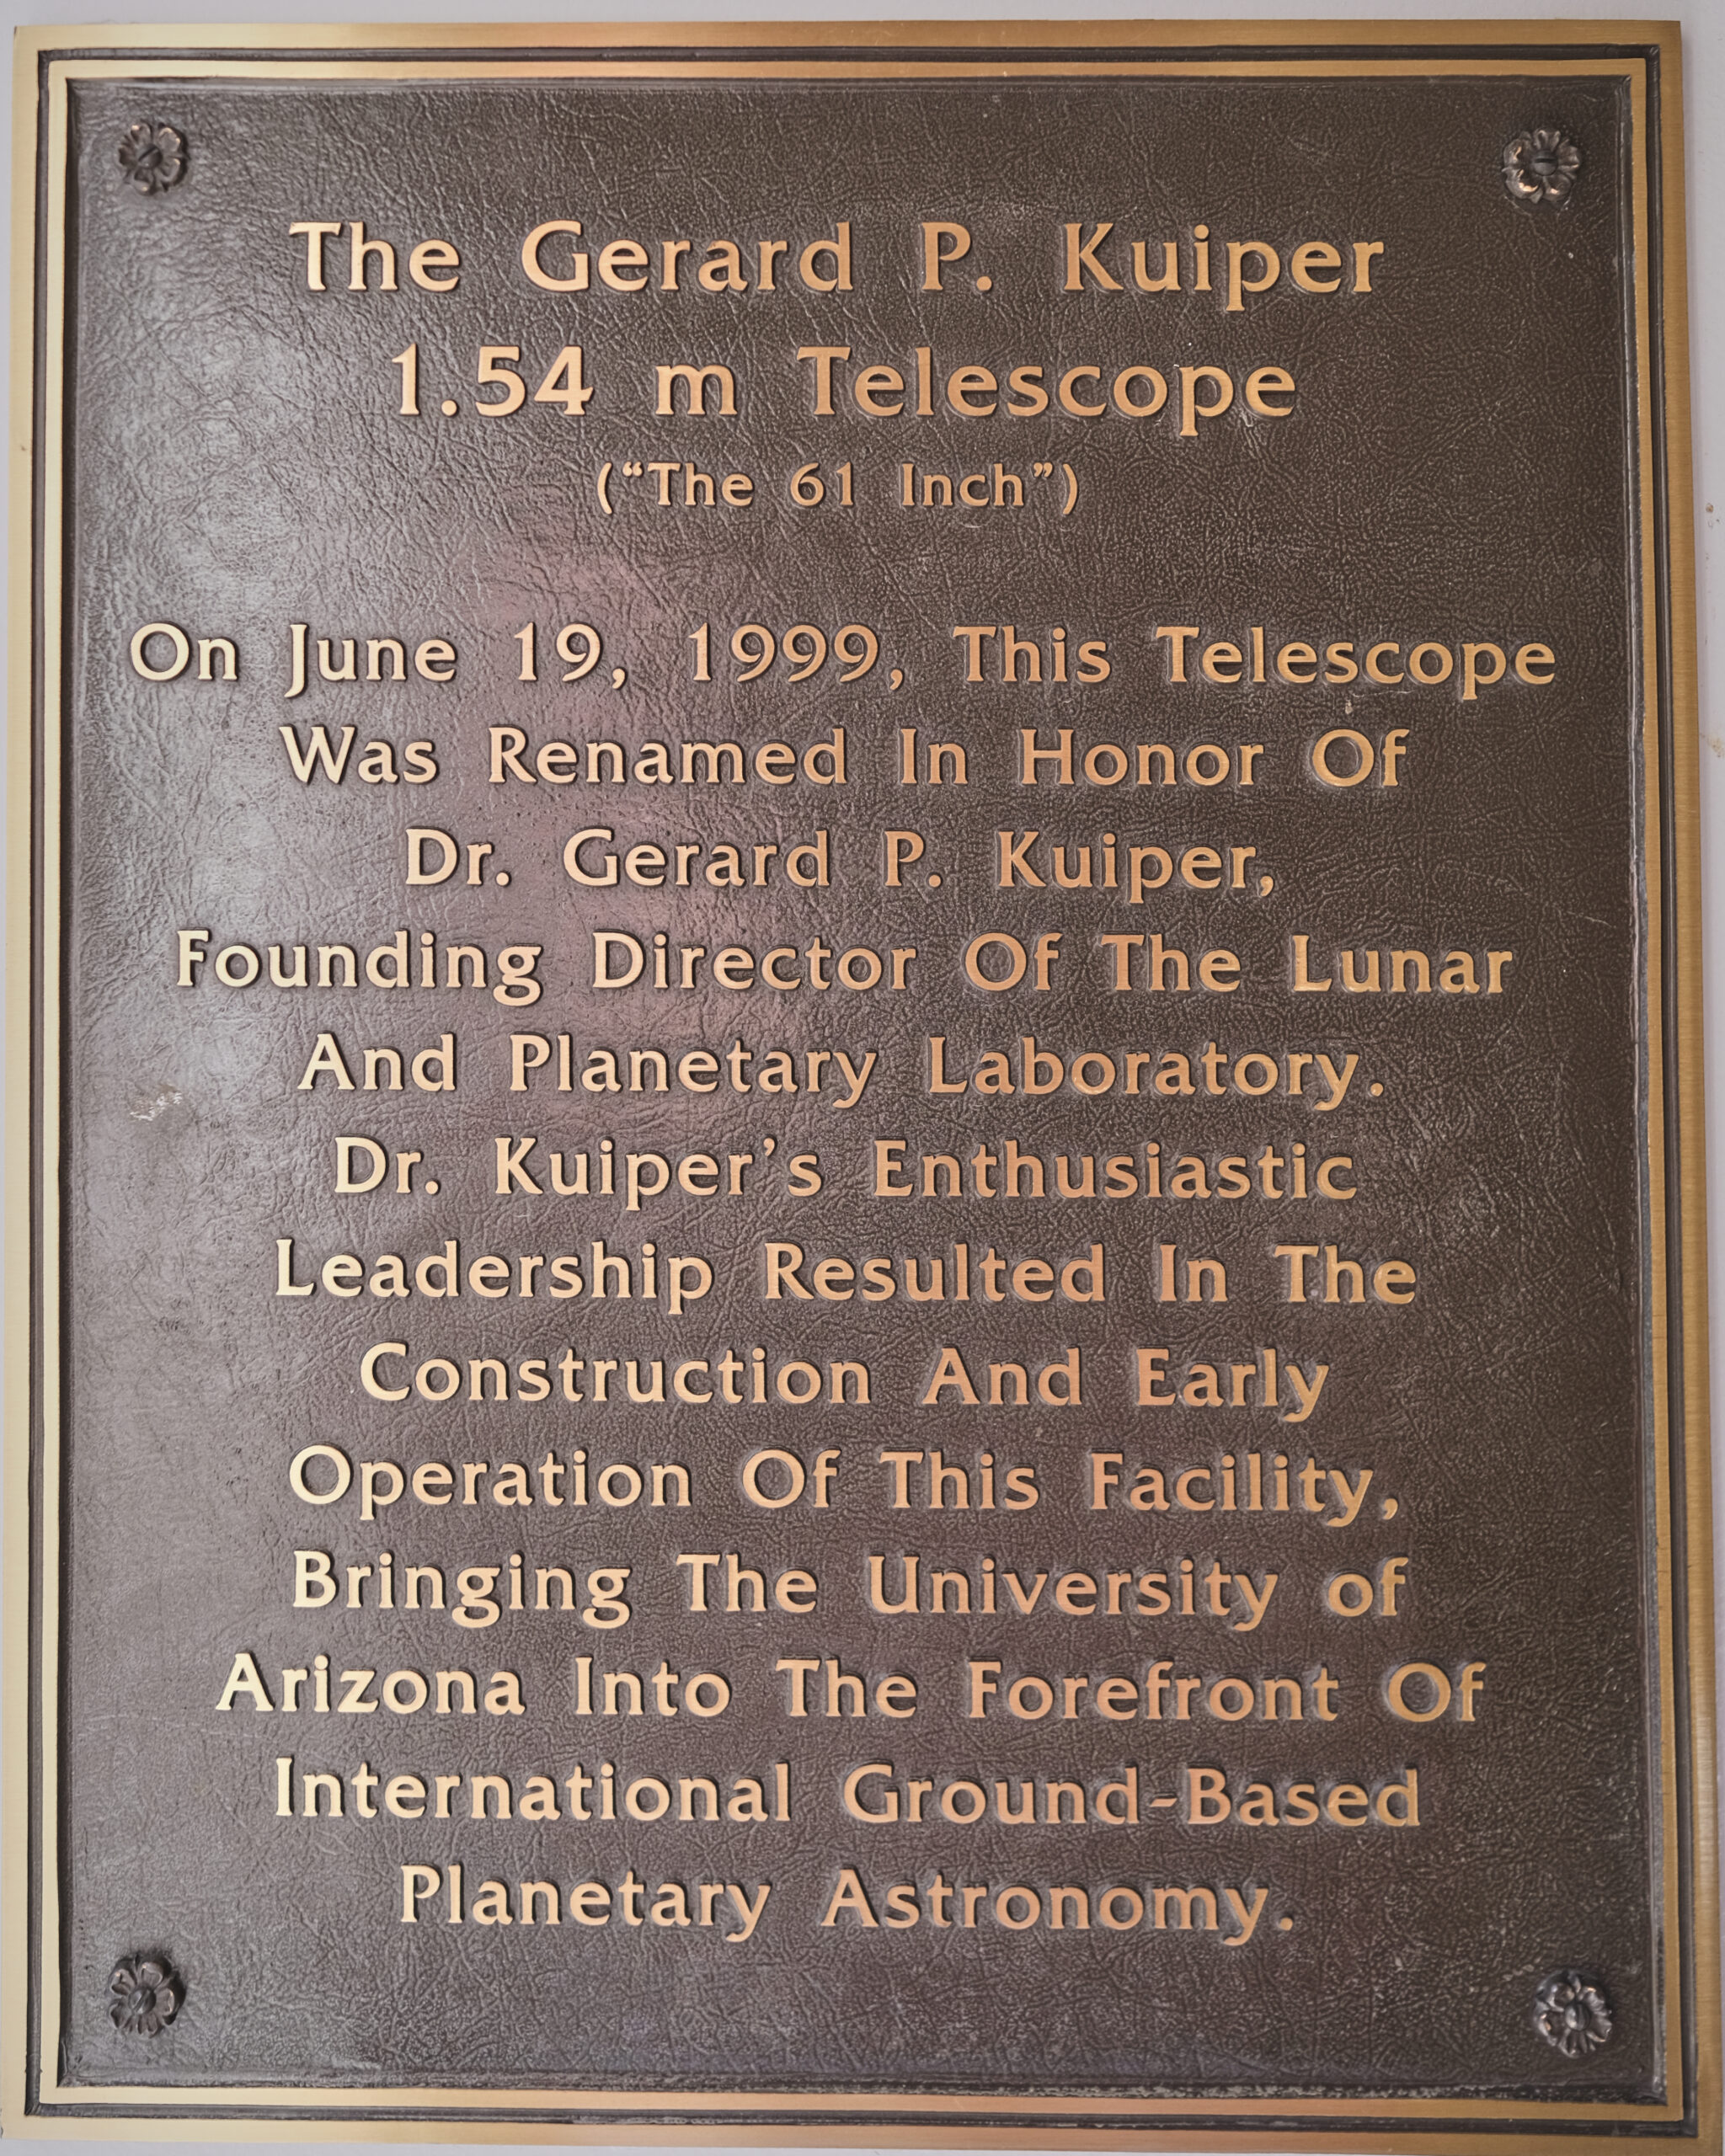 The Gerard P. Kuiper
1.54 m Telescope
(“The 61 Inch”)
On June 19, 1999, This Telescope
Was Renamed In Honor Of
Dr. Gerard P. Kuiper,
Founding Director Of The Lunar
And Planetary Laboratory.
Dr. Kuiper’s Enthusiastic
Leadership Resulted In The
Construction And Early
Operation Of This Facility,
Bringing The University of
Arizona Into The Forefront Of
International Ground-Based
Planetary Astronomy.